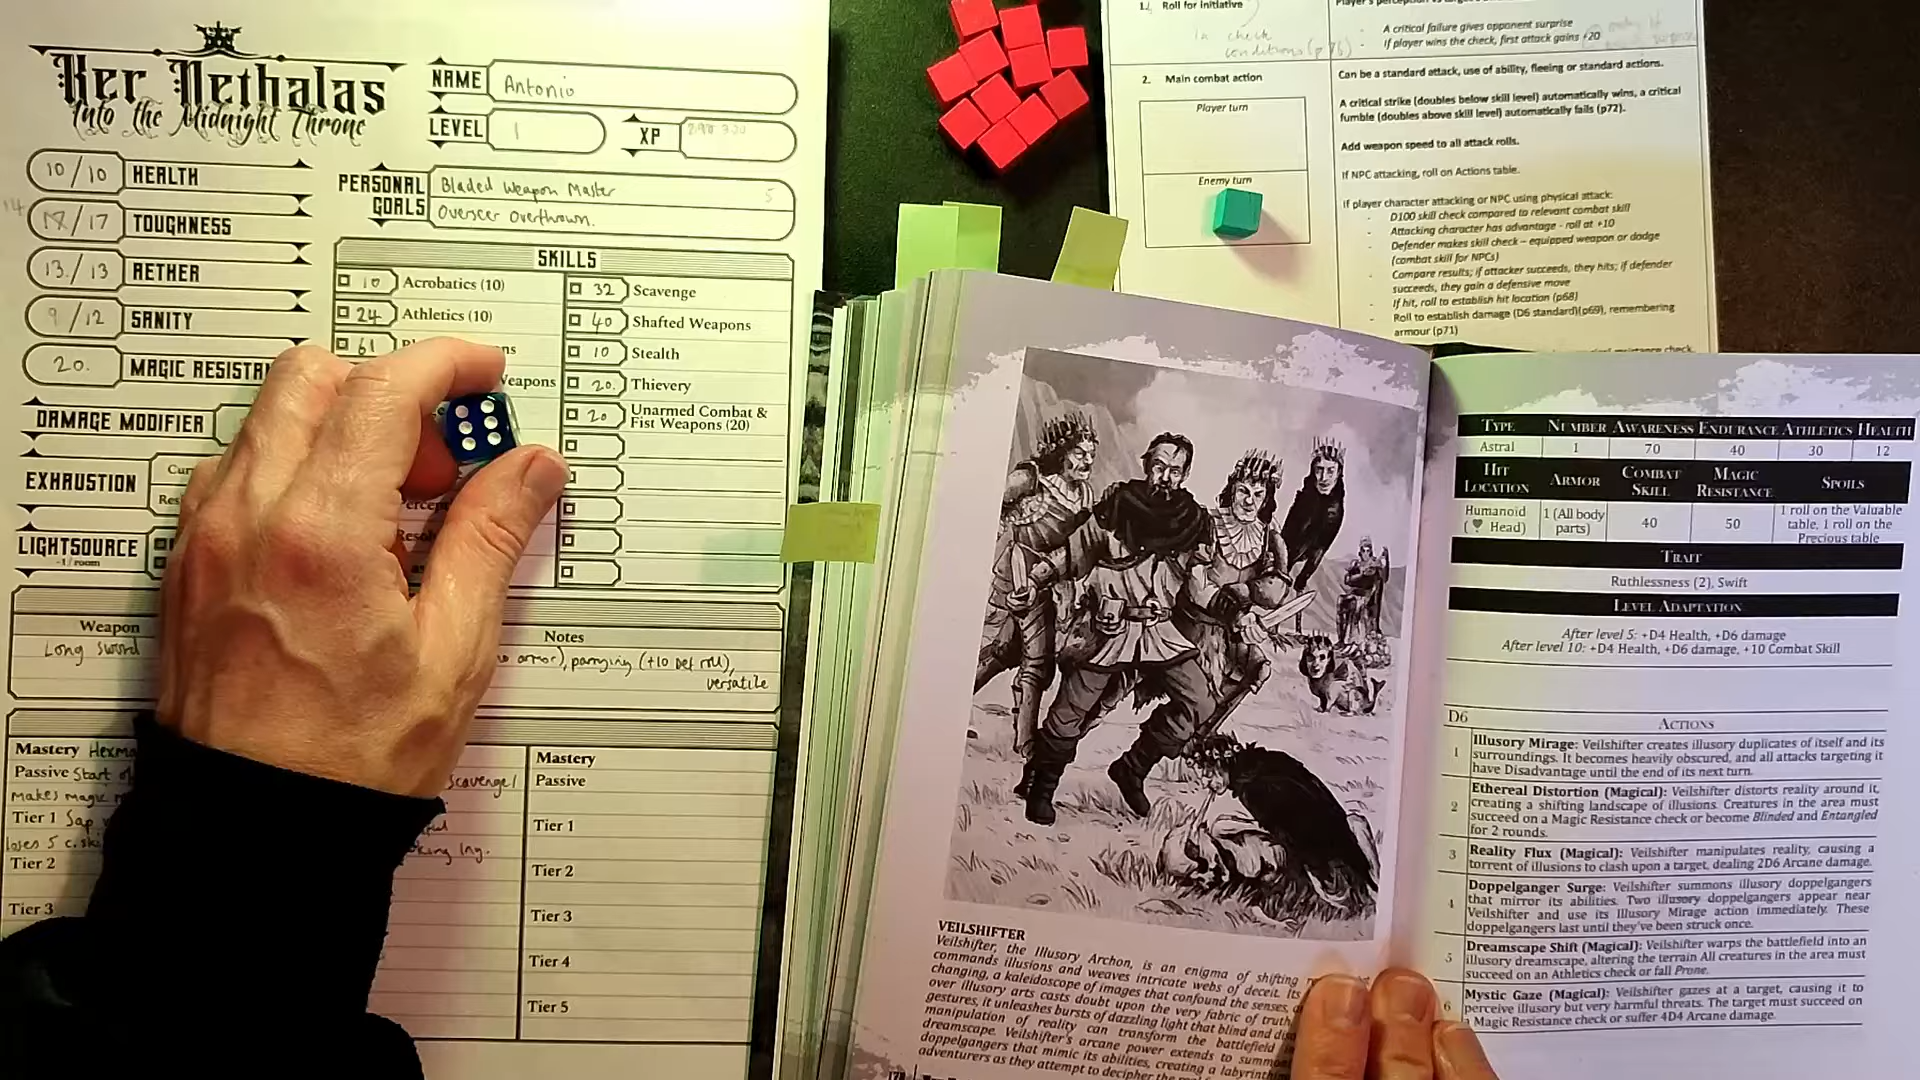 Ker Nethalas
Into the Midnight Throne
NAME Antonio
LEVEL 1 XP
10/10 HEALTH
14 17/17 TOUGHNESS
13/13 AETHER
9/12 SANITY
20. MAGIC RESISTA
DAMAGE MODIFIER
EXHAUSTION
LIGHTSOURCE
-1/room
PERSONAL GOALS
Bladed Weapon Master 5
Overseer Overthrown.
SKILLS
10 Acrobatics (10)
24 Athletics (10)
61
Weapons
32 Scavenge
40 Shafted Weapons
10 Stealth
20. Thievery
20 Unarmed Combat &
Fist Weapons (20)
Weapon
Long Sword
Notes
armor), parrying (+10 Def roll),
versatile
Mastery
Passive Start
Makes magic
Tier 1 Sap
loses 5
Tier 2
Tier 3
Scavenge/
Mastery
Passive
Tier 1
Tier 2
Tier 3
Tier 4
Tier 5
1. Roll for initiative
check
conditions (p76)
A critical failure gives opponent surprise
- If player wins the check, first attack gains +20
2. Main combat action
Player turn
Enemy turn
Can be a standard attack, use of ability, fleeing or standard actions.
A critical strike (doubles below skill level) automatically wins, a critical
fumble (doubles above skill level) automatically fails (p72).
Add weapon speed to all attack rolls.
If NPC attacking, roll on Actions table.
If player character attacking or NPC using physical attack:
- D100 skill check compared to relevant combat skill
- Attacking character has advantage - roll at +10
- Defender makes skill check – equipped weapon or dodge
(combat skill for NPCs)
- Compare results; if attacker succeeds, they hits; if defender
succeeds, they gain a defensive move
- If hit, roll to establish hit location (p68)
- Roll to establish damage (D6 standard)(p69), remembering
armour (p71)
VEILSHIFTER
Veilshifter, the Illusory Archon, is an enigma of shifting
commands illusions and weaves intricate webs of deceit. Its
changing, a kaleidoscope of images that confound the senses,
over illusory arts casts doubt upon the very fabric of truth
gestures, it unleashes bursts of dazzling light that blind and
manipulation of reality can transform the battlefield
dreamscape. Veilshifter's arcane power extends to
doppelgangers that mimic its abilities, creating a
adventurers as they attempt to decipher the
TYPE NUMBER AWARENESS ENDURANCE ATHLETICS HEALTH
Astral 1 70 40 30 12
HIT LOCATION ARMOR COMBAT SKILL MAGIC RESISTANCE SPOILS
Humanoid (♥ Head) 1 (All body parts) 40 50 1 roll on the Valuable table, 1 roll on the Precious table
TRAIT
Ruthlessness (2), Swift
LEVEL ADAPTATION
After level 5: +D4 Health, +D6 damage
After level 10: +D4 Health, +D6 damage, +10 Combat Skill
D6 ACTIONS
1 Illusory Mirage: Veilshifter creates illusory duplicates of itself and its
surroundings. It becomes heavily obscured, and all attacks targeting it
have Disadvantage until the end of its next turn.
2 Ethereal Distortion (Magical): Veilshifter distorts reality around it,
creating a shifting landscape of illusions. Creatures in the area must
succeed on a Magic Resistance check or become Blinded and Entangled
for 2 rounds.
3 Reality Flux (Magical): Veilshifter manipulates reality, causing a
torrent of illusions to clash upon a target, dealing 2D6 Arcane damage.
4 Doppelganger Surge: Veilshifter summons illusory doppelgangers
that mirror its abilities. Two illusory doppelgangers appear near
Veilshifter and use its Illusory Mirage action immediately. These
doppelgangers last until they've been struck once.
5 Dreamscape Shift (Magical): Veilshifter warps the battlefield into an
illusory dreamscape, altering the terrain All creatures in the area must
succeed on an Athletics check or fall Prone.
6 Mystic Gaze (Magical): Veilshifter gazes at a target, causing it to
perceive illusory but very harmful threats. The target must succeed on
a Magic Resistance check or suffer 4D4 Arcane damage.